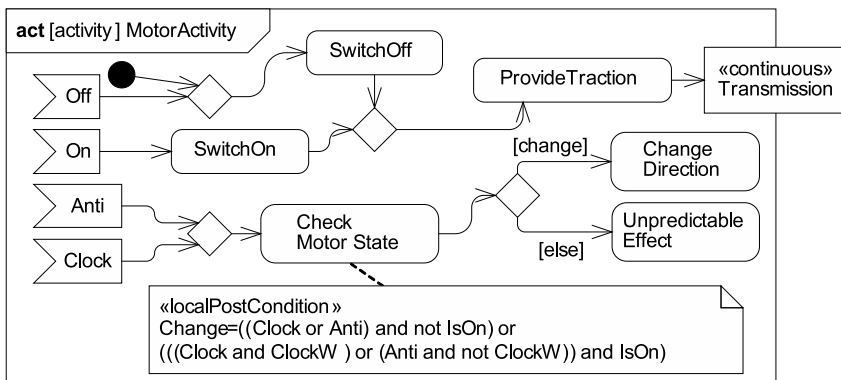 act [activity] MotorActivity
SwitchOff
ProvideTraction
«continuous»
Transmission
Off
On
SwitchOn
[change]
Change
Direction
Anti
Check
Motor State
Unpredictable
Effect
Clock
[else]
«localPostCondition »
Change=((Clock or Anti) and not IsOn) or
(((Clock and ClockW ) or (Anti and not ClockW)) and IsOn)